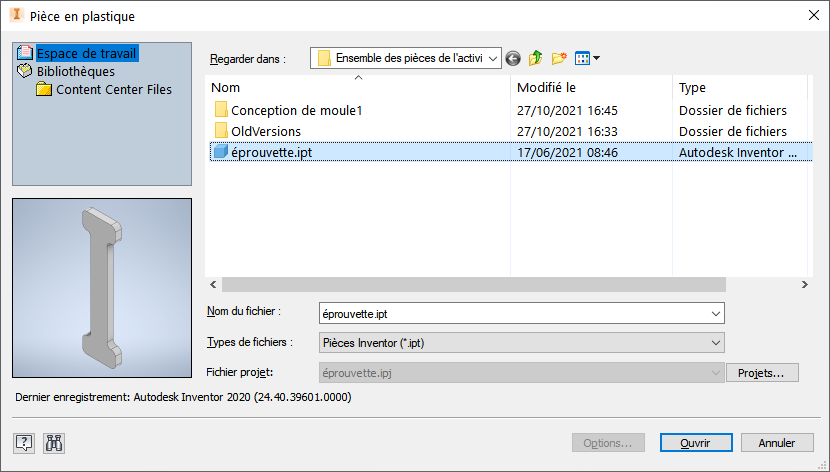 Pièce en plastique
Espace de travail
Bibliothèques
Content Center Files
Regarder dans :
Ensemble des pièces de l'activi
Nom Modifié le Type
Conception de moule1 27/10/2021 16:45 Dossier de fichiers
OldVersions 27/10/2021 16:33 Dossier de fichiers
éprouvette.ipt 17/06/2021 08:46 Autodesk Inventor ...
Nom du fichier : éprouvette.ipt
Types de fichiers : Pièces Inventor (*.ipt)
Fichier projet: éprouvette.ipj Projets...
Dernier enregistrement: Autodesk Inventor 2020 (24.40.39601.0000)
? Options... Ouvrir Annuler